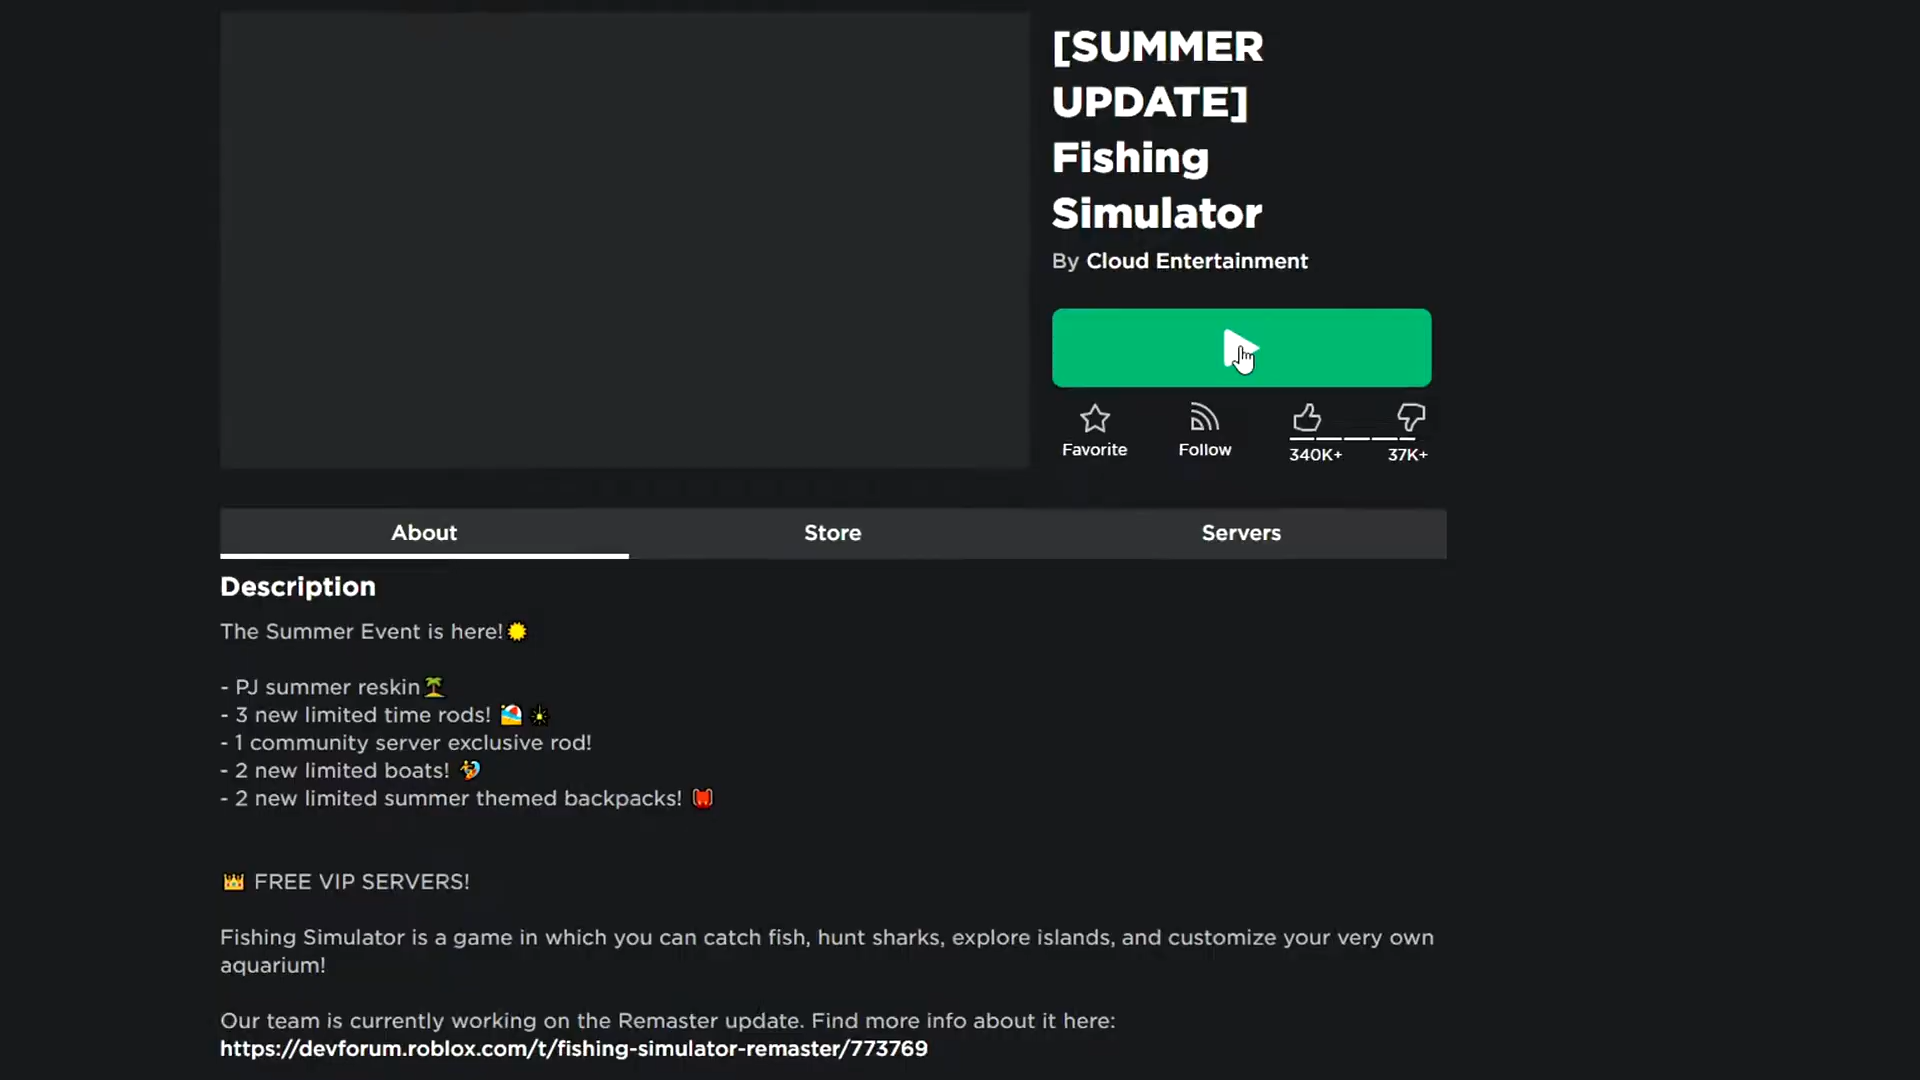 [SUMMER
UPDATE]
Fishing
Simulator
By Cloud Entertainment
Favorite
Follow
340K+
37K+
About
Store
Servers
Description
The Summer Event is here!☀️
- PJ summer reskin🌴
- 3 new limited time rods! 🏖️ ☀️
- 1 community server exclusive rod!
- 2 new limited boats! 🏄
- 2 new limited summer themed backpacks! 🎒
👑 FREE VIP SERVERS!
Fishing Simulator is a game in which you can catch fish, hunt sharks, explore islands, and customize your very own
aquarium!
Our team is currently working on the Remaster update. Find more info about it here:
https://devforum.roblox.com/t/fishing-simulator-remaster/773769